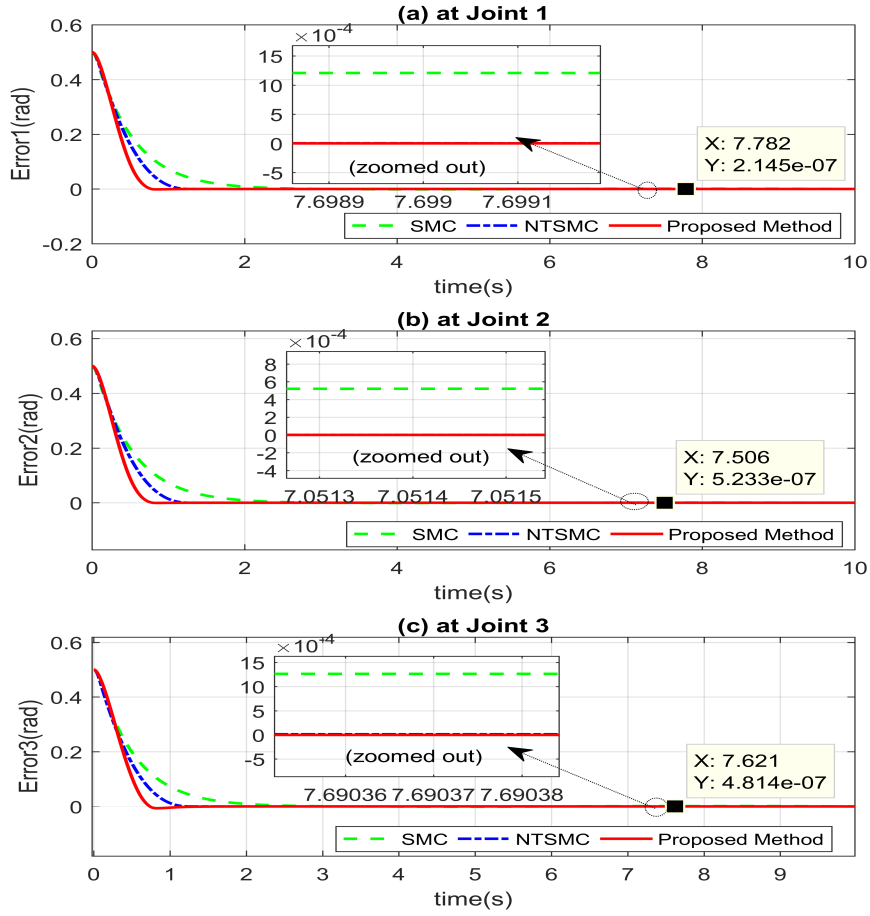 (a) at Joint 1
×10^-4
0.6
0.4
0.2
0
-0.2
Error1(rad)
15
10
5
0
-5
(zoomed out)
7.6989 7.699 7.6991
X: 7.782
Y: 2.145e-07
SMC NTSMC Proposed Method
0 2 4 6 8 10
time(s)
(b) at Joint 2
×10^-4
0.6
0.4
0.2
0
Error2(rad)
8
6
4
2
0
-2
-4
(zoomed out)
7.0513 7.0514 7.0515
X: 7.506
Y: 5.233e-07
SMC NTSMC Proposed Method
0 2 4 6 8 10
time(s)
(c) at Joint 3
×10^-4
0.6
0.4
0.2
0
Error3(rad)
15
10
5
0
-5
(zoomed out)
7.69036 7.69037 7.69038
X: 7.621
Y: 4.814e-07
SMC NTSMC Proposed Method
0 1 2 3 4 5 6 7 8 9
time(s)